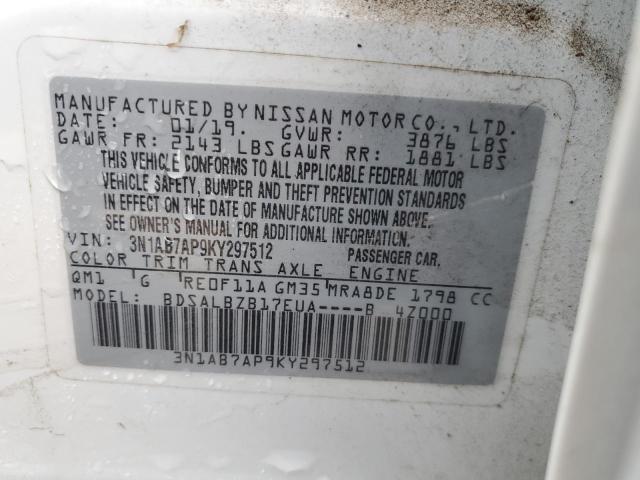 MANUFACTURED BY NISSAN MOTOR CO., LTD.
DATE: 01/19. GVWR: 3876 LBS
GAWR FR: 2143 LBS GAWR RR: 1881 LBS
THIS VEHICLE CONFORMS TO ALL APPLICABLE FEDERAL MOTOR
VEHICLE SAFETY, BUMPER AND THEFT PREVENTION STANDARDS
IN EFFECT ON THE DATE OF MANUFACTURE SHOWN ABOVE.
SEE OWNER'S MANUAL FOR ADDITIONAL INFORMATION.
VIN: 3N1AB7AP9KY297512 PASSENGER CAR,
COLOR TRIM TRANS AXLE ENGINE
QM1 G RE0F11A GM35 MRA8DE 1798 CC
MODEL: BDSALBZB17EUA----B 4Z000
3N1AB7AP9KY297512